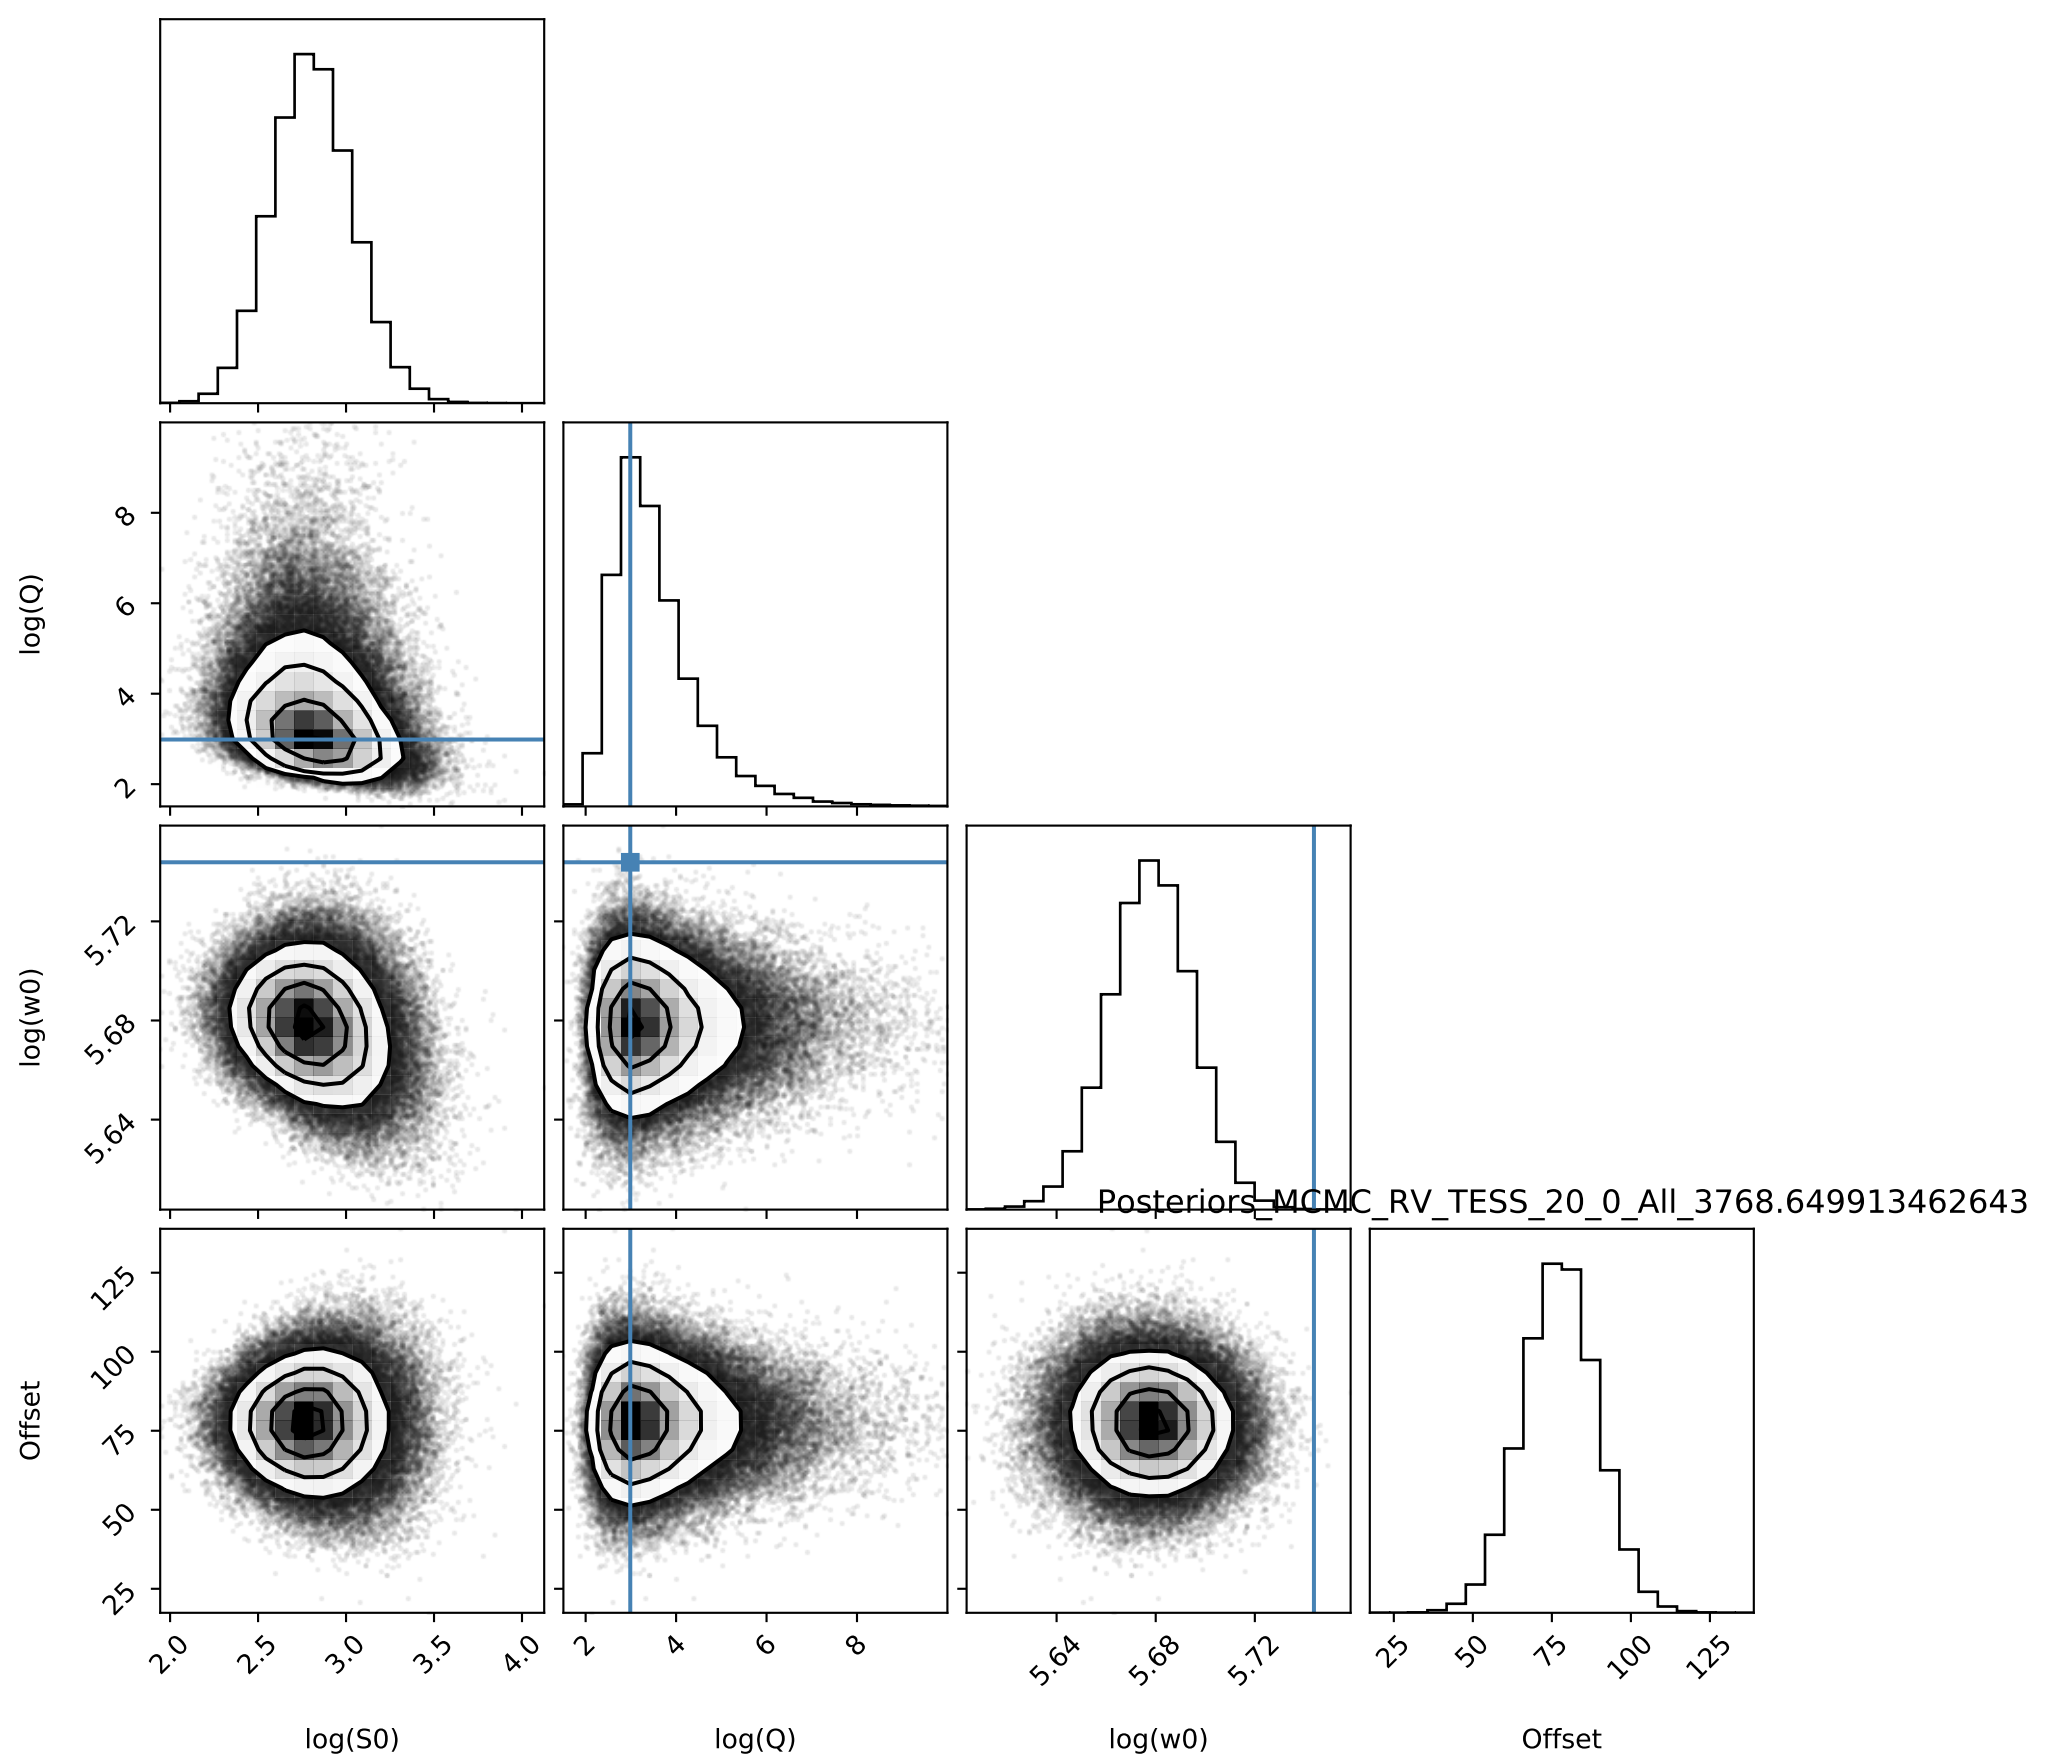 8
6
4
2
log(Q)
5.72
5.68
5.64
log(w0)
Posteriors_MCMC_RV_TESS_20_0_All_3768.649913462643
125
100
75
50
25
Offset
2.0 2.5 3.0 3.5 4.0 2 4 6 8 5.64 5.68 5.72 25 50 75 100 125
log(S0) log(Q) log(w0) Offset